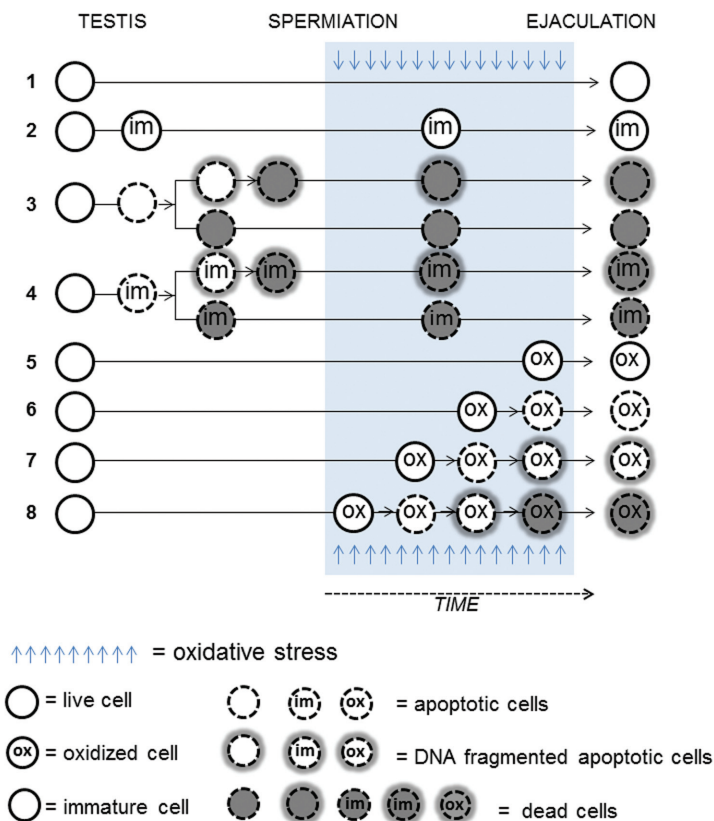 TESTIS SPERMIATION EJACULATION
1
2 im im im
3
im im im im
4
im im im
5 ox ox
6 ox ox ox
7 ox ox ox ox
8 ox ox ox ox ox
TIME
= oxidative stress
= live cell im ox = apoptotic cells
ox = oxidized cell im ox = DNA fragmented apoptotic cells
= immature cell im im ox = dead cells